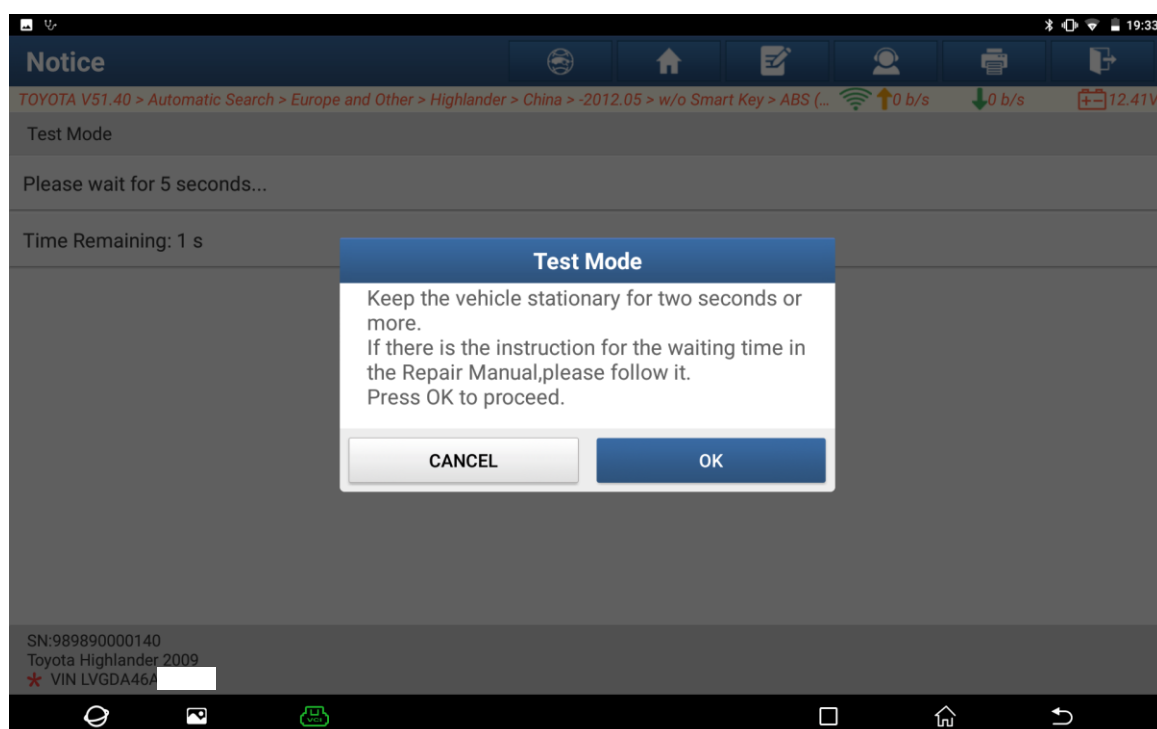 19:33
Notice
TOYOTA V51.40 > Automatic Search > Europe and Other > Highlander > China > -2012.05 > w/o Smart Key > ABS (... 0 b/s 0 b/s 12.41V
Test Mode
Please wait for 5 seconds...
Time Remaining: 1 s
Test Mode
Keep the vehicle stationary for two seconds or
more.
If there is the instruction for the waiting time in
the Repair Manual,please follow it.
Press OK to proceed.
CANCEL OK
SN:989890000140
Toyota Highlander 2009
* VIN LVGDA46A
VCI